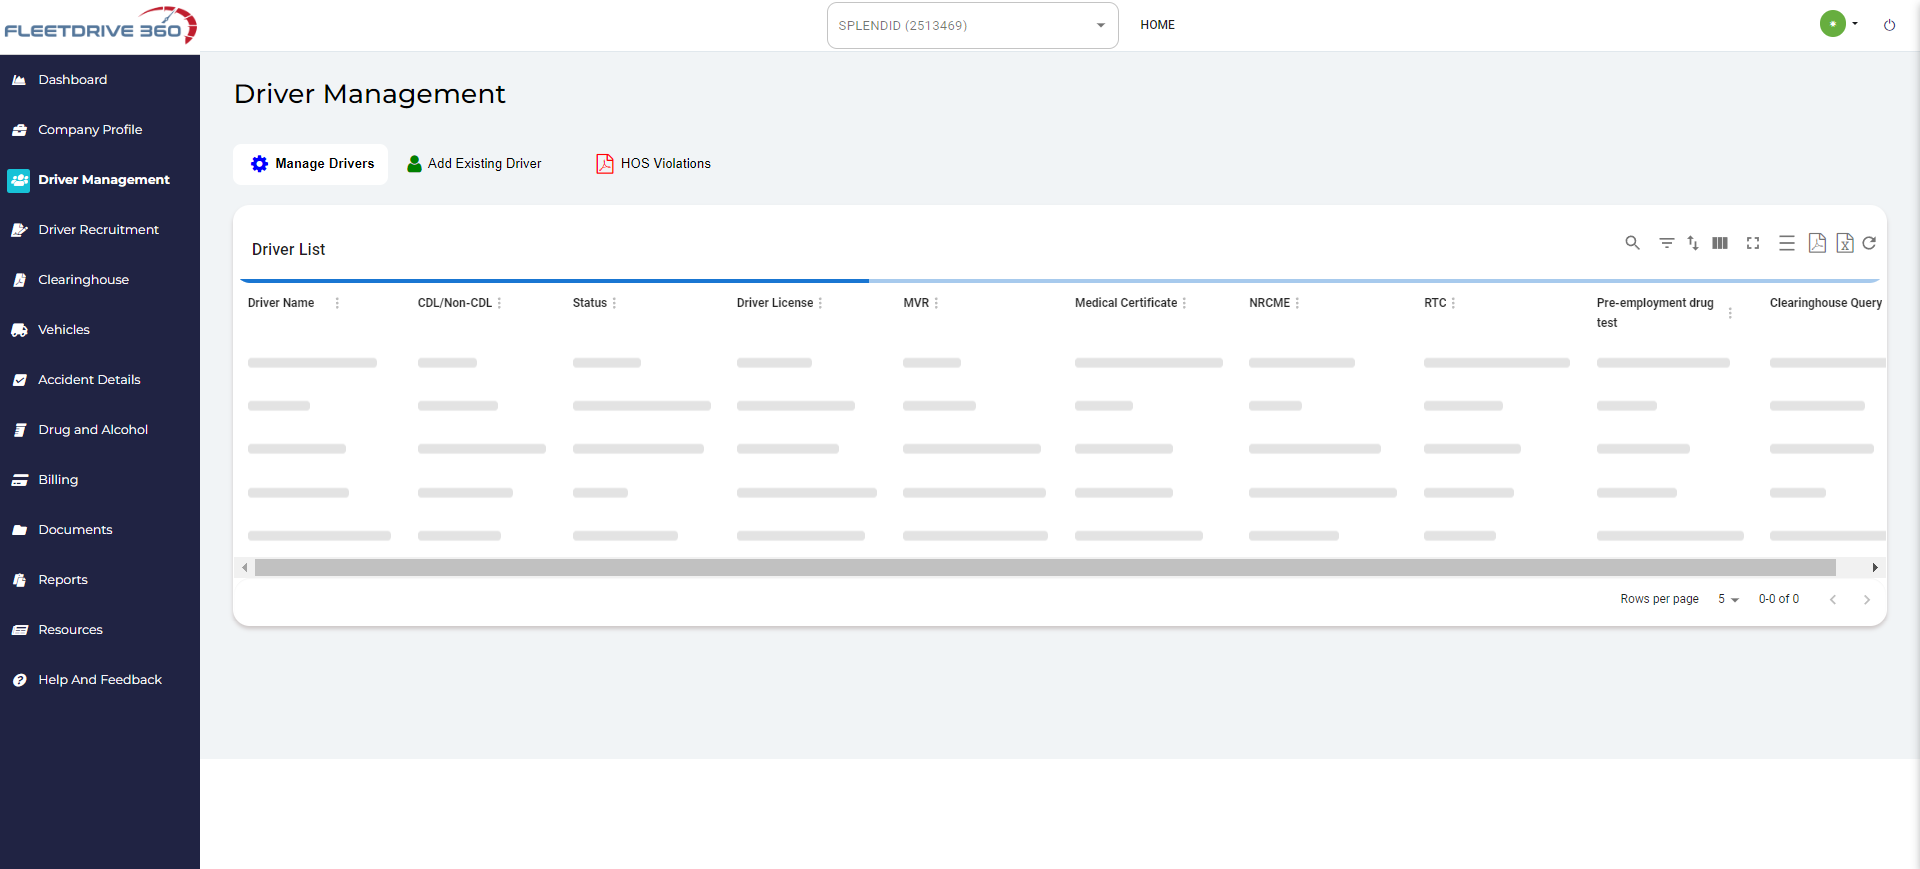 FLEETDRIVE 360
SPLENDID (2513469)
HOME
Dashboard
Company Profile
Driver Management
Driver Recruitment
Clearinghouse
Vehicles
Accident Details
Drug and Alcohol
Billing
Documents
Reports
Resources
Help And Feedback
Driver Management
Manage Drivers
Add Existing Driver
HOS Violations
Driver List
Driver Name
CDL/Non-CDL
Status
Driver License
MVR
Medical Certificate
NRCME
RTC
Pre-employment drug
test
Clearinghouse Query
Rows per page
5
0-0 of 0